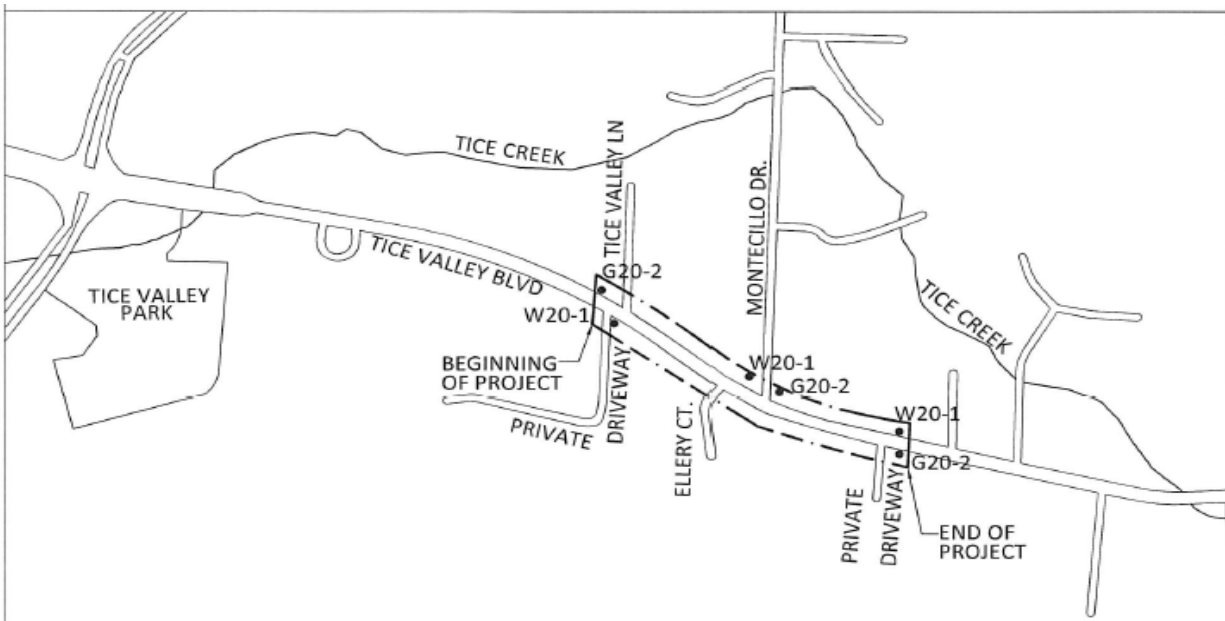 TICE CREEK
TICE VALLEY LN
MONTECILLO DR.
TICE VALLEY BLVD
G20-2
TICE VALLEY
PARK
W20-1
TICE CREEK
BEGINNING
OF PROJECT
W20-1
G20-2
DRIVEWAY
PRIVATE
ELLERY CT.
W20-1
G20-2
PRIVATE
DRIVEWAY
END OF
PROJECT